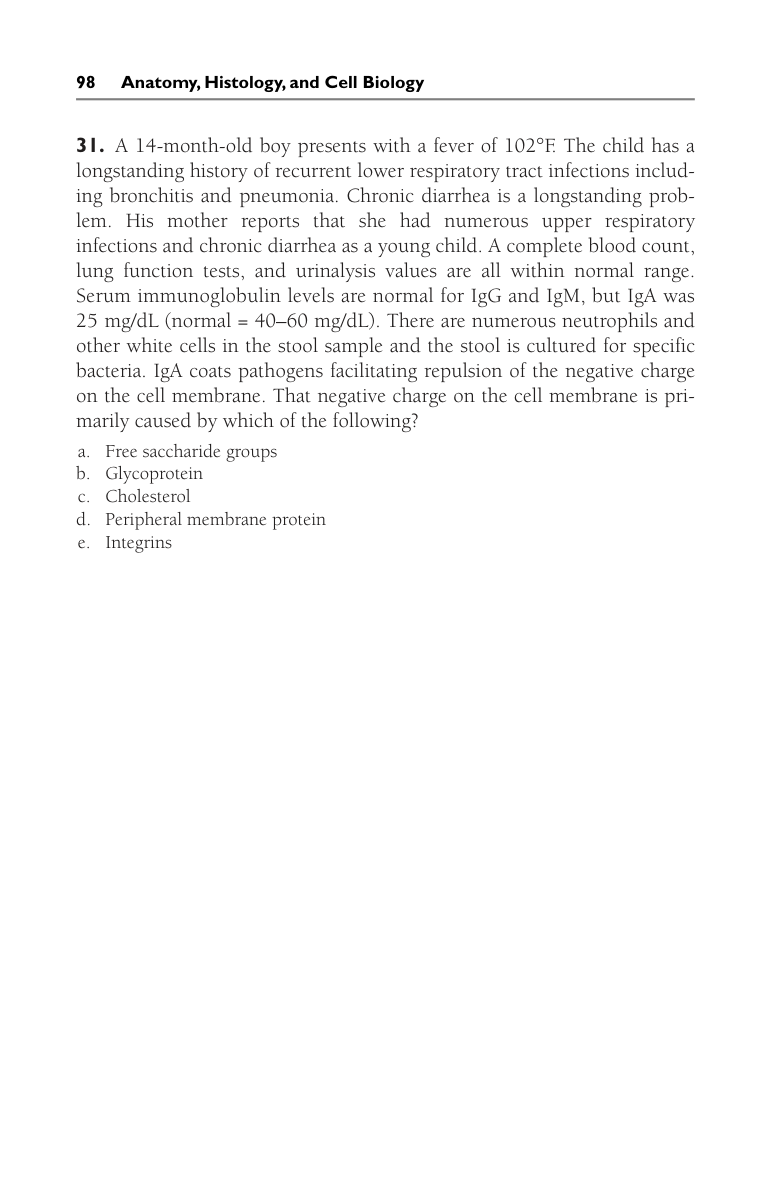 98 Anatomy, Histology, and Cell Biology
31. A 14-month-old boy presents with a fever of 102°F. The child has a
longstanding history of recurrent lower respiratory tract infections includ-
ing bronchitis and pneumonia. Chronic diarrhea is a longstanding prob-
lem. His mother reports that she had numerous upper respiratory
infections and chronic diarrhea as a young child. A complete blood count,
lung function tests, and urinalysis values are all within normal range.
Serum immunoglobulin levels are normal for IgG and IgM, but IgA was
25 mg/dL (normal = 40–60 mg/dL). There are numerous neutrophils and
other white cells in the stool sample and the stool is cultured for specific
bacteria. IgA coats pathogens facilitating repulsion of the negative charge
on the cell membrane. That negative charge on the cell membrane is pri-
marily caused by which of the following?
a. Free saccharide groups
b. Glycoprotein
c. Cholesterol
d. Peripheral membrane protein
e. Integrins